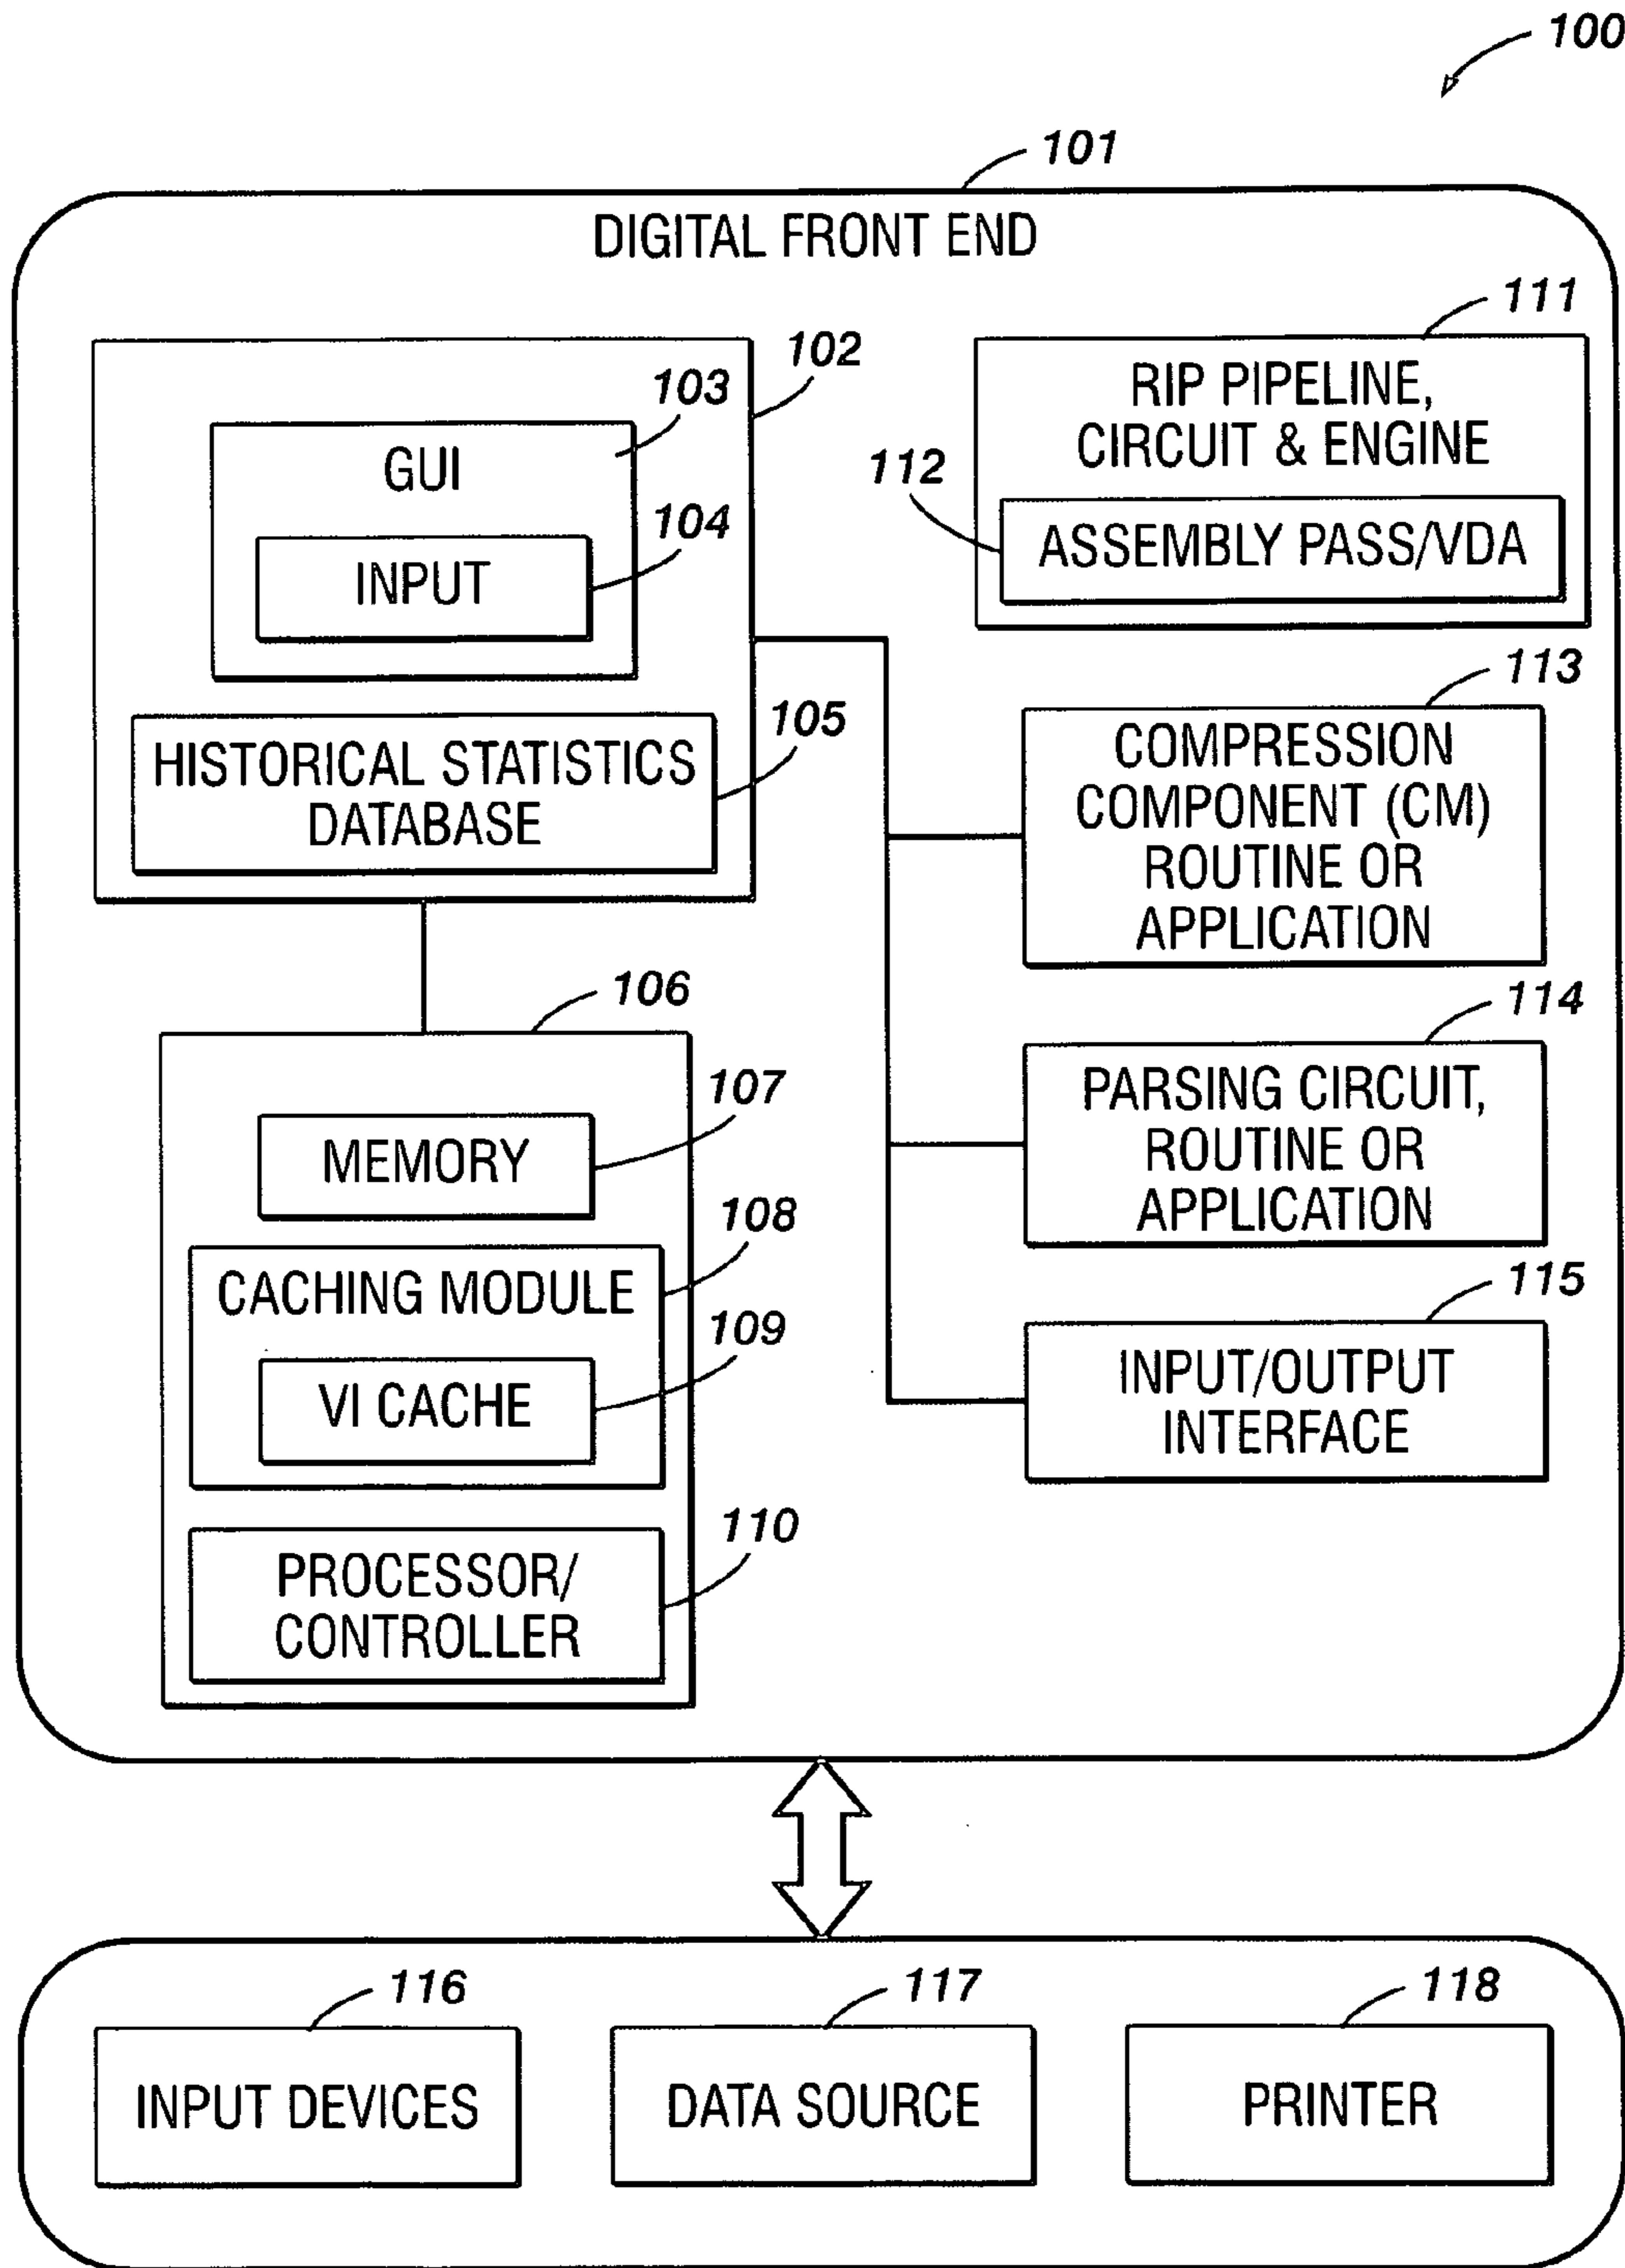 100
101
DIGITAL FRONT END
102
103
GUI
104
INPUT
105
HISTORICAL STATISTICS
DATABASE
106
107
MEMORY
108
CACHING MODULE
109
VI CACHE
110
PROCESSOR/
CONTROLLER
111
RIP PIPELINE,
CIRCUIT & ENGINE
112
ASSEMBLY PASS/VDA
113
COMPRESSION
COMPONENT (CM)
ROUTINE OR
APPLICATION
114
PARSING CIRCUIT,
ROUTINE OR
APPLICATION
115
INPUT/OUTPUT
INTERFACE
116
INPUT DEVICES
117
DATA SOURCE
118
PRINTER